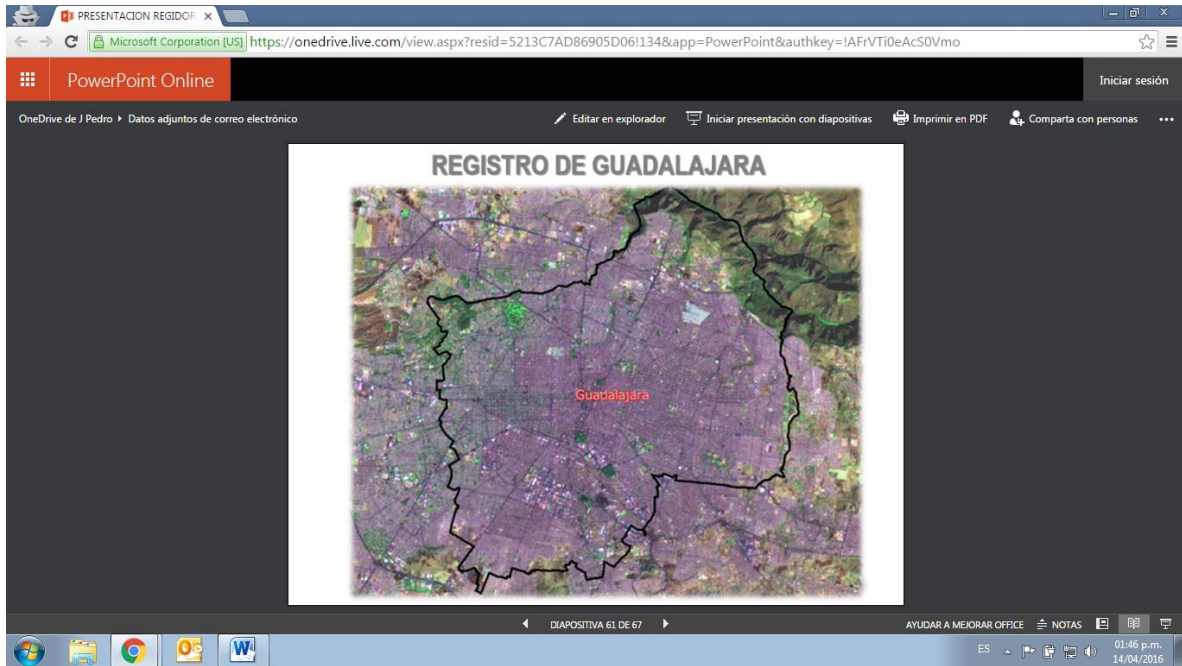 PRESENTACION REGIDOR
Microsoft Corporation [US] https://onedrive.live.com/view.aspx?resid=5213C7AD86905D06!134&app=PowerPoint&authkey=!AFrVTi0eAcS0Vmo
PowerPoint Online
Iniciar sesión
OneDrive de J Pedro Datos adjuntos de correo electrónico
Editar en explorador Iniciar presentación con diapositivas Imprimir en PDF Comparta con personas
REGISTRO DE GUADALAJARA
Guadalajara
DIAPOSITIVA 61 DE 67
AYUDAR A MEJORAR OFFICE NOTAS
ES
01:46 p.m.
14/04/2016